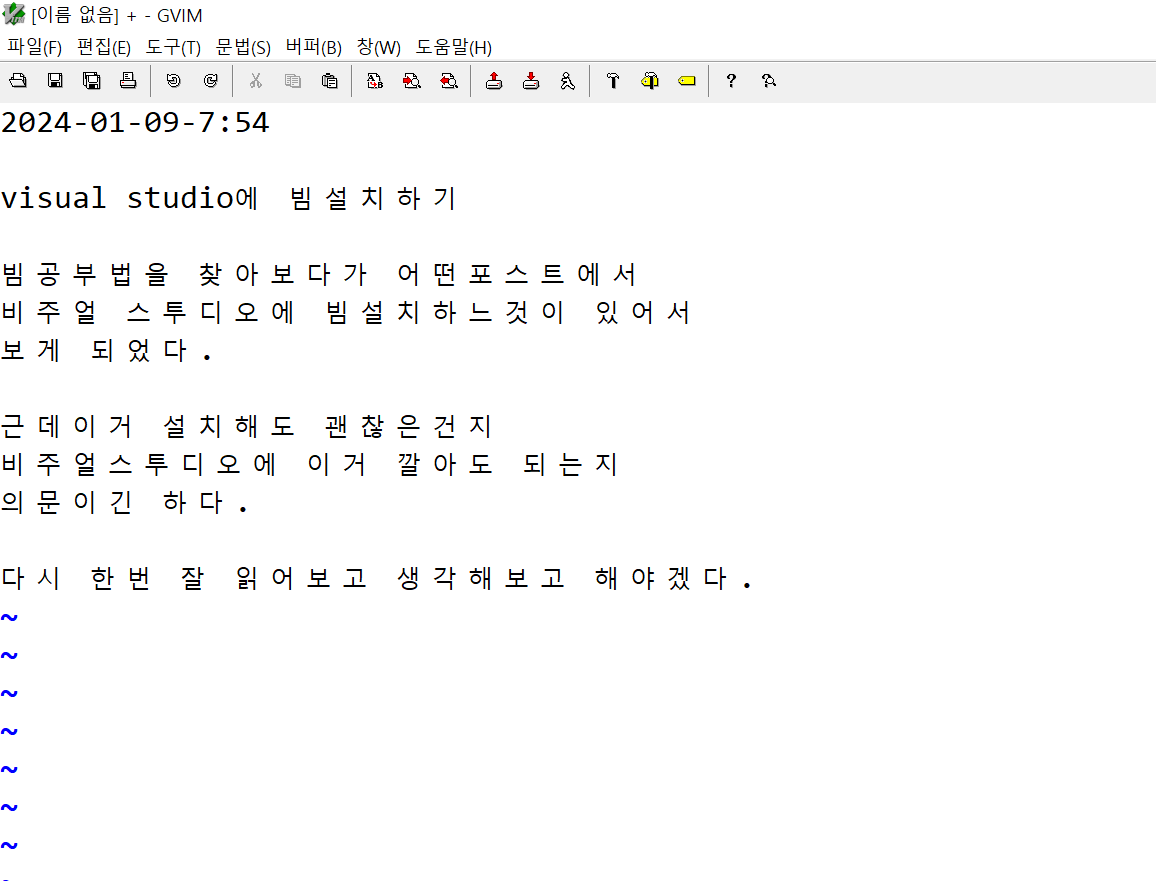 [이름 없음] + - GVIM
파일(F) 편집(E) 도구(T) 문법(S) 버퍼(B) 창(W) 도움말(H)
2024-01-09-7:54
visual studio에 빔설치하기
빔공부법을 찾아보다가 어떤포스트에서
비주얼 스투디오에 빔설치하느것이 있어서
보게 되었다.
근데이거 설치해도 괜찮은건지
비주얼스투디오에 이거 깔아도 되는지
의문이긴 하다.
다시 한번 잘 읽어보고 생각해보고 해야겠다.
~
~
~
~
~
~
~